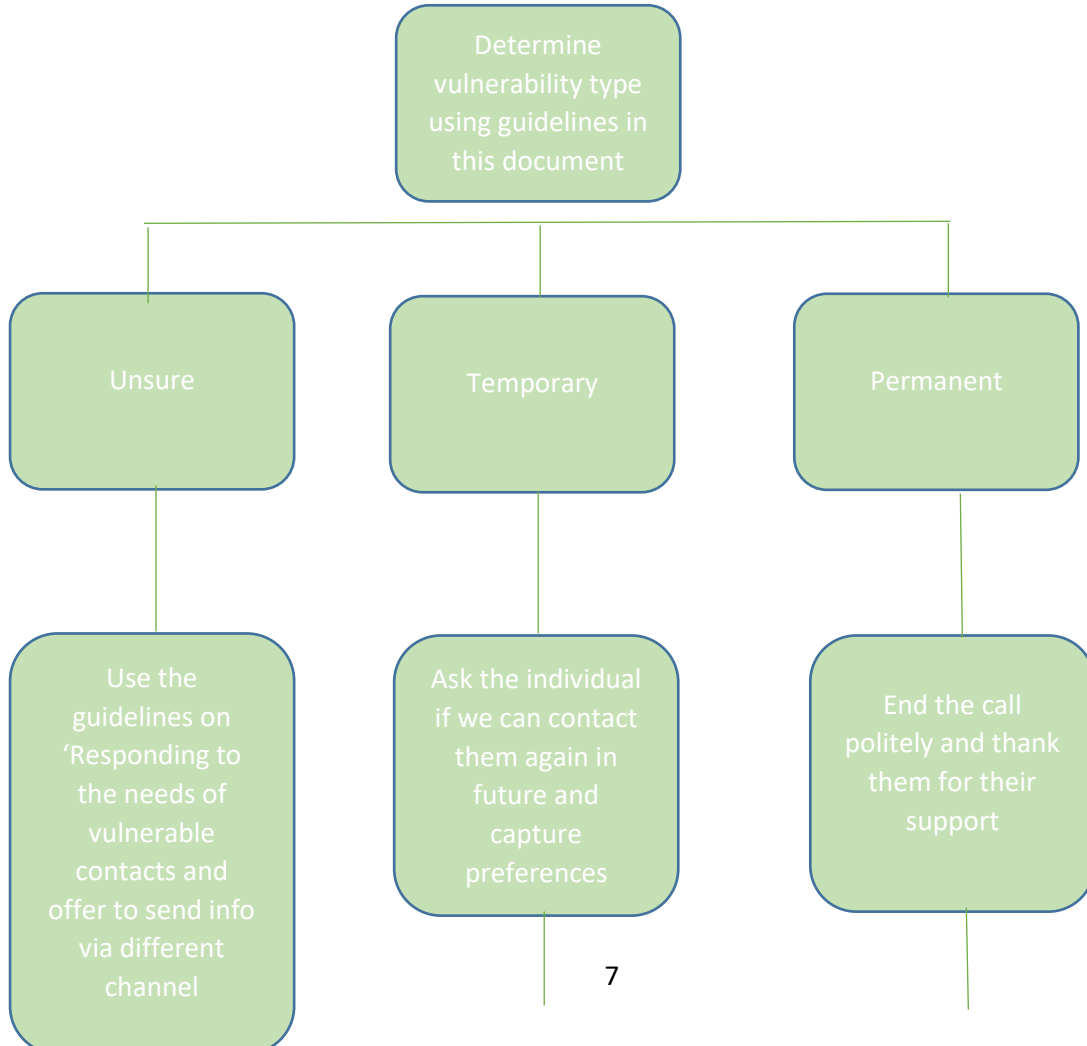 Determine
vulnerability type
using guidelines in
this document
Unsure
Temporary
Permanent
Use the
guidelines on
‘Responding to
the needs of
vulnerable
contacts and
offer to send info
via different
channel
Ask the individual
if we can contact
them again in
future and
capture
preferences
End the call
politely and thank
them for their
support
7